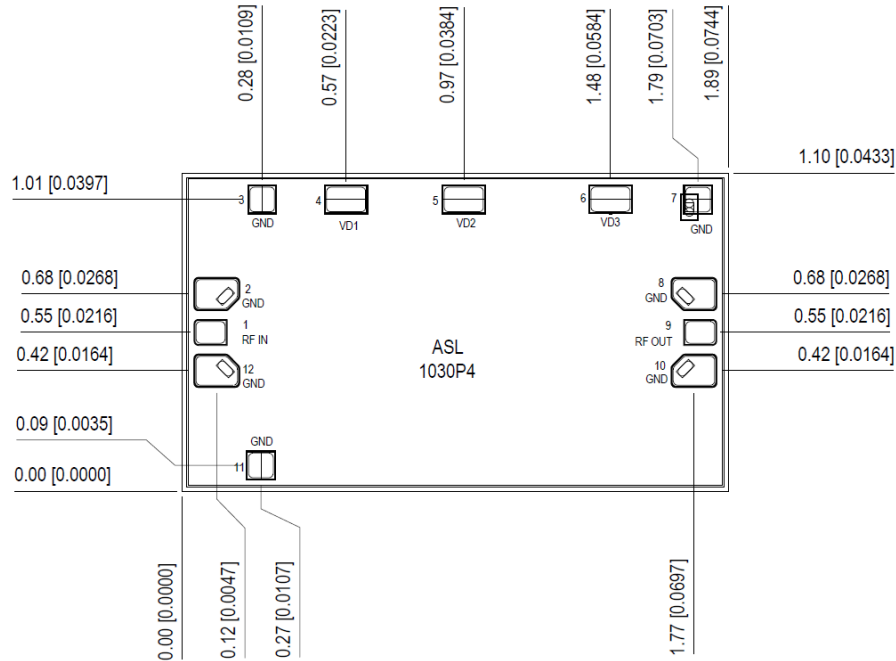 0.28 [0.0109]
0.57 [0.0223]
0.97 [0.0384]
1.48 [0.0584]
1.79 [0.0703]
1.89 [0.0744]
1.10 [0.0433]
1.01 [0.0397]
3
GND
4
VD1
5
VD2
6
VD3
7
GND
0.68 [0.0268]
2
GND
8
GND
0.68 [0.0268]
0.55 [0.0216]
1
RF IN
9
RF OUT
0.55 [0.0216]
ASL
1030P4
0.42 [0.0164]
12
GND
10
GND
0.42 [0.0164]
0.09 [0.0035]
GND
11
0.00 [0.0000]
0.00 [0.0000]
0.12 [0.0047]
0.27 [0.0107]
1.77 [0.0697]